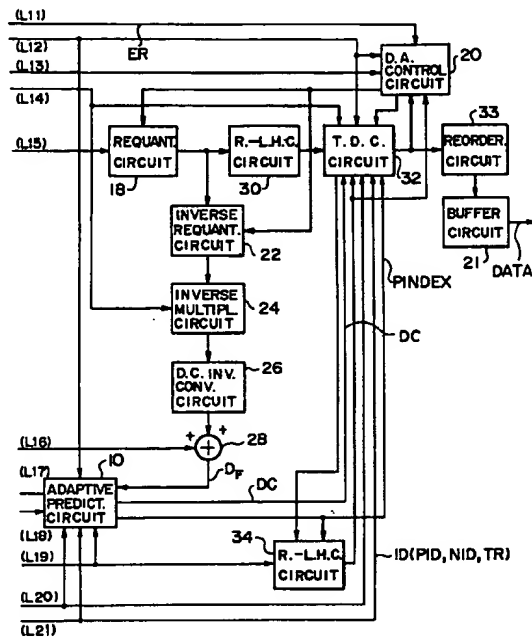 (L11)
(L12)
ER
(L13)
(L14)
D.A.
CONTROL
CIRCUIT
20
33
(L15)
REQUANT.
CIRCUIT
18
R.-L.H.C.
CIRCUIT
30
T. D. C.
CIRCUIT
32
REORDER.
CIRCUIT
INVERSE
REQUANT.
CIRCUIT
22
BUFFER
CIRCUIT
21
DATA
PINDEX
INVERSE
MULTIPL.
CIRCUIT
24
DC
D.C. INV.
CONV.
CIRCUIT
26
(L16)
+
+
28
(L17)
10
DF
DC
ADAPTIVE
PREDICT.
CIRCUIT
(L18)
(L19)
34
R.-L.H.C.
CIRCUIT
ID(PID, NID, TR)
(L20)
(L21)